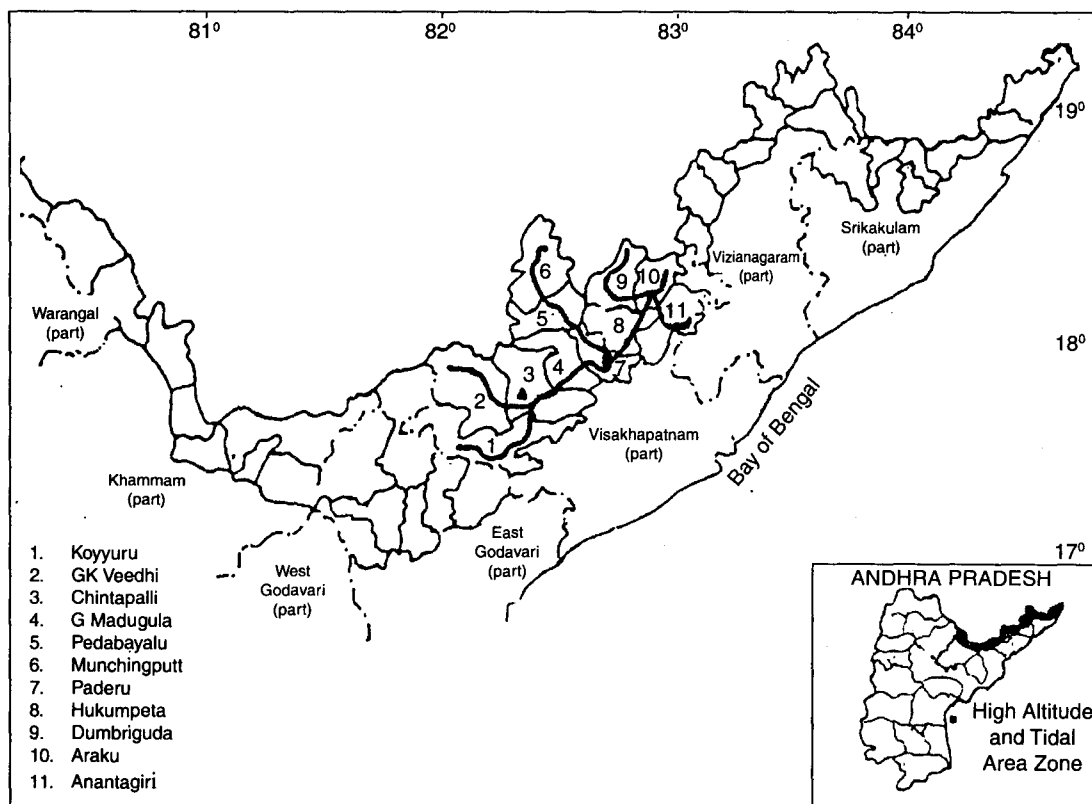 81⁰
82⁰
83⁰
84⁰
19⁰
Srikakulam
(part)
Vizianagaram
(part)
6
9
10
Warangal
(part)
11
5
8
18⁰
4
7
3
2
Visakhapatnam
(part)
Bay of Bengal
1
Khammam
(part)
East
Godavari
(part)
West
Godavari
(part)
17⁰
1. Koyyuru
2. GK Veedhi
3. Chintapalli
4. G Madugula
5. Pedabayalu
6. Munchingputt
7. Paderu
8. Hukumpeta
9. Dumbriguda
10. Araku
11. Anantagiri
ANDHRA PRADESH
High Altitude
and Tidal
Area Zone